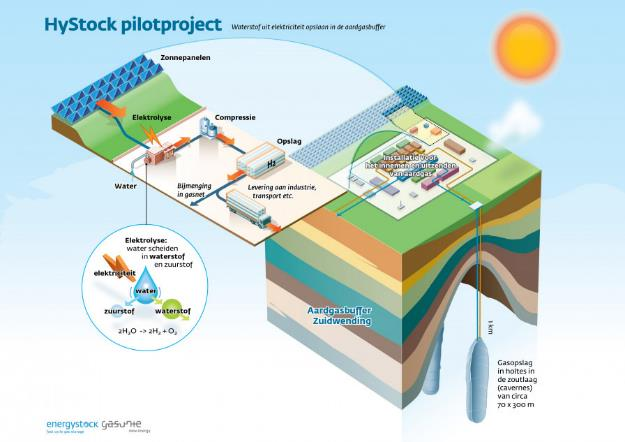 HyStock pilotproject
Waterstof uit elektriciteit opslaan in de aardgasbuffer
Zonnepanelen
Elektrolyse
Compressie
Opslag
H₂
Water
Bijmenging
in gasnet
Levering aan industrie,
transport etc.
Installatie voor
het innemen en uitzenden
van aardgas
Elektrolyse:
water scheiden
in waterstof
en zuurstof
elektriciteit
water
zuurstof
waterstof
2H₂O -> 2H₂ + O₂
Aardgasbuffer
Zuidwending
1 km
Gasopslag
in holtes in
de zoutlaag
(cavernes)
van circa
70 x 300 m
energystock
gasunie
new energy